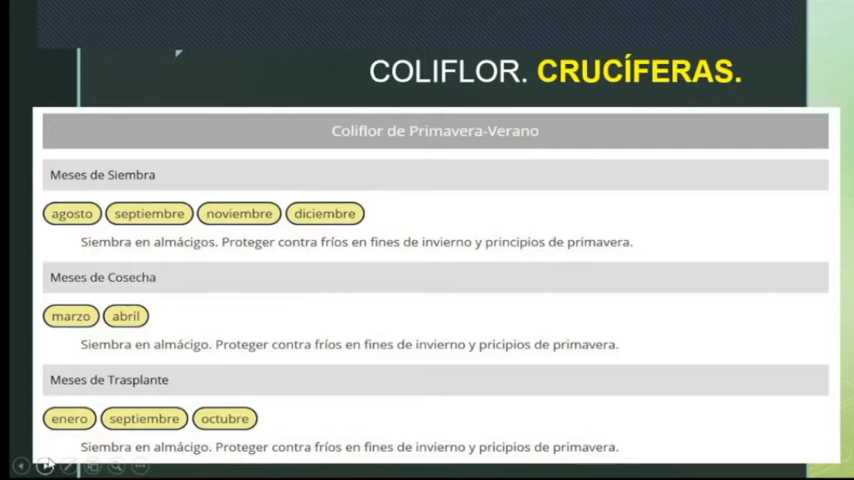 COLIFLOR. CRUCÍFERAS.
Coliflor de Primavera-Verano
Meses de Siembra
agosto septiembre noviembre diciembre
Siembra en almácigos. Proteger contra fríos en fines de invierno y principios de primavera.
Meses de Cosecha
marzo abril
Siembra en almácigo. Proteger contra fríos en fines de invierno y pricipios de primavera.
Meses de Trasplante
enero septiembre octubre
Siembra en almácigo. Proteger contra fríos en fines de invierno y pricipios de primavera.